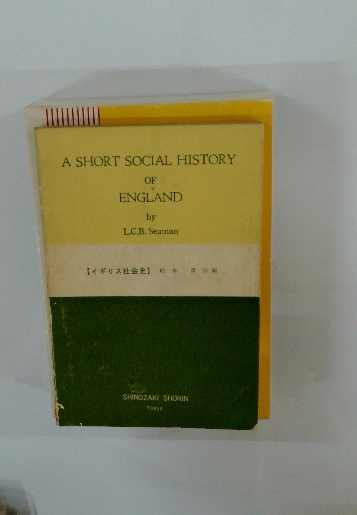 A SHORT SOCIAL HISTORY
OF
ENGLAND
by
L.C.B. Seaman
【イギリス社会史】
SHINOZAKI SHORIN
Tokyo